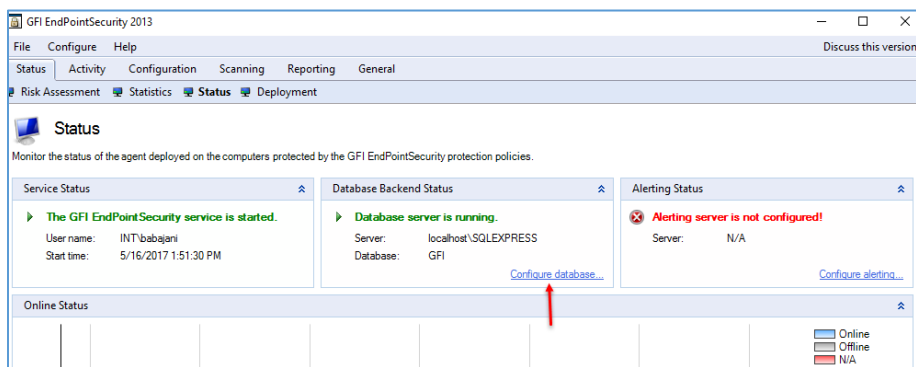 GFI EndPointSecurity 2013
File Configure Help Discuss this version
Status Activity Configuration Scanning Reporting General
Risk Assessment Statistics Status Deployment
Status
Monitor the status of the agent deployed on the computers protected by the GFI EndPointSecurity protection policies.
Service Status
The GFI EndPointSecurity service is started.
User name: INT\babajani
Start time: 5/16/2017 1:51:30 PM
Database Backend Status
Database server is running.
Server: localhost\SQLEXPRESS
Database: GFI
Configure database...
Alerting Status
Alerting server is not configured!
Server: N/A
Configure alerting...
Online Status
Online
Offline
N/A